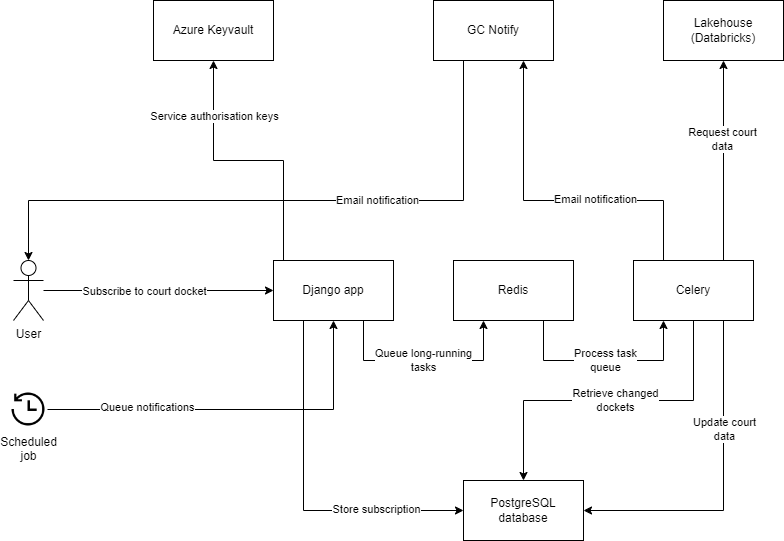 Azure Keyvault
GC Notify
Lakehouse
(Databricks)
Service authorisation keys
Request court
data
Email notification
Email notification
User
Subscribe to court docket
Django app
Redis
Celery
Queue long-running
tasks
Process task
queue
Scheduled
job
Queue notifications
Retrieve changed
dockets
Update court
data
Store subscription
PostgreSQL
database